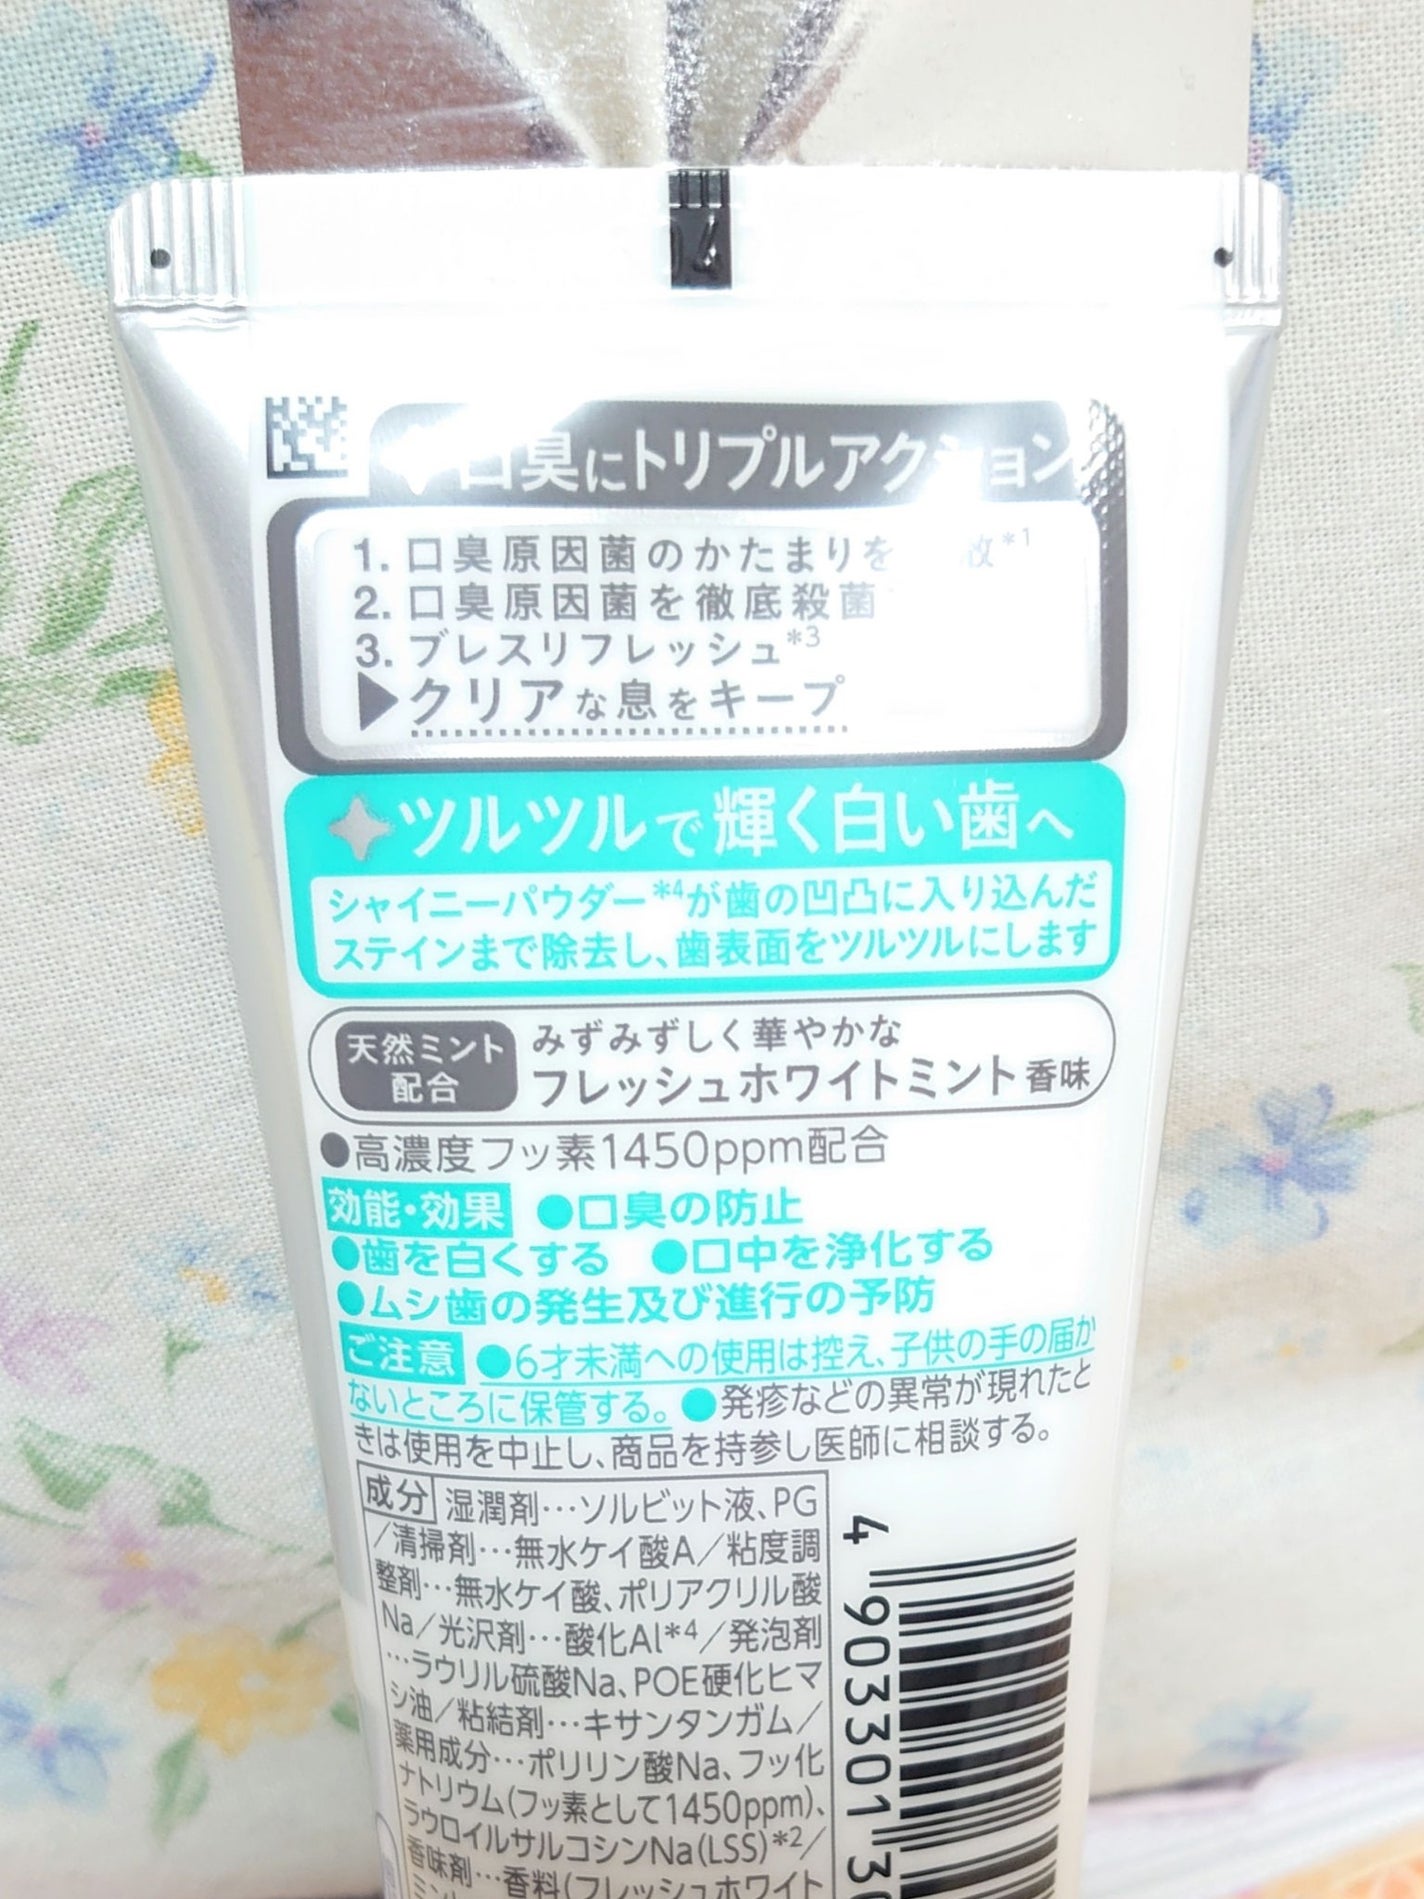 04
臭にトリプルアクション
1. 口臭原因菌のかたまりを 散*1
2. 口臭原因菌を徹底殺菌
3. ブレスリフレッシュ*3
▶クリアな息をキープ
ツルツルで輝く白い歯へ
シャイニーパウダー*4が歯の凹凸に入り込んだ
ステインまで除去し、歯表面をツルツルにします
天然ミント
配合
みずみずしく華やかな
フレッシュホワイトミント香味
●高濃度フッ素1450ppm配合
効能・効果 ●口臭の防止
●歯を白くする ●口中を浄化する
●ムシ歯の発生及び進行の予防
ご注意 ●6才未満への使用は控え、子供の手の届か
ないところに保管する。 ●発疹などの異常が現れたと
きは使用を中止し、商品を持参し医師に相談する。
成分 湿潤剤…ソルビット液、PG
/清掃剤…無水ケイ酸A/粘度調
整剤…無水ケイ酸、ポリアクリル酸
Na/光沢剤…酸化Al*4/発泡剤
…ラウリル硫酸Na、POE硬化ヒマ
シ油/粘結剤…キサンタンガム/
薬用成分…ポリリン酸Na、フッ化
ナトリウム(フッ素として1450ppm)、
ラウロイルサルコシンNa(LSS)*2/
香味剤…香料(フレッシュホワイト
4 903301 3